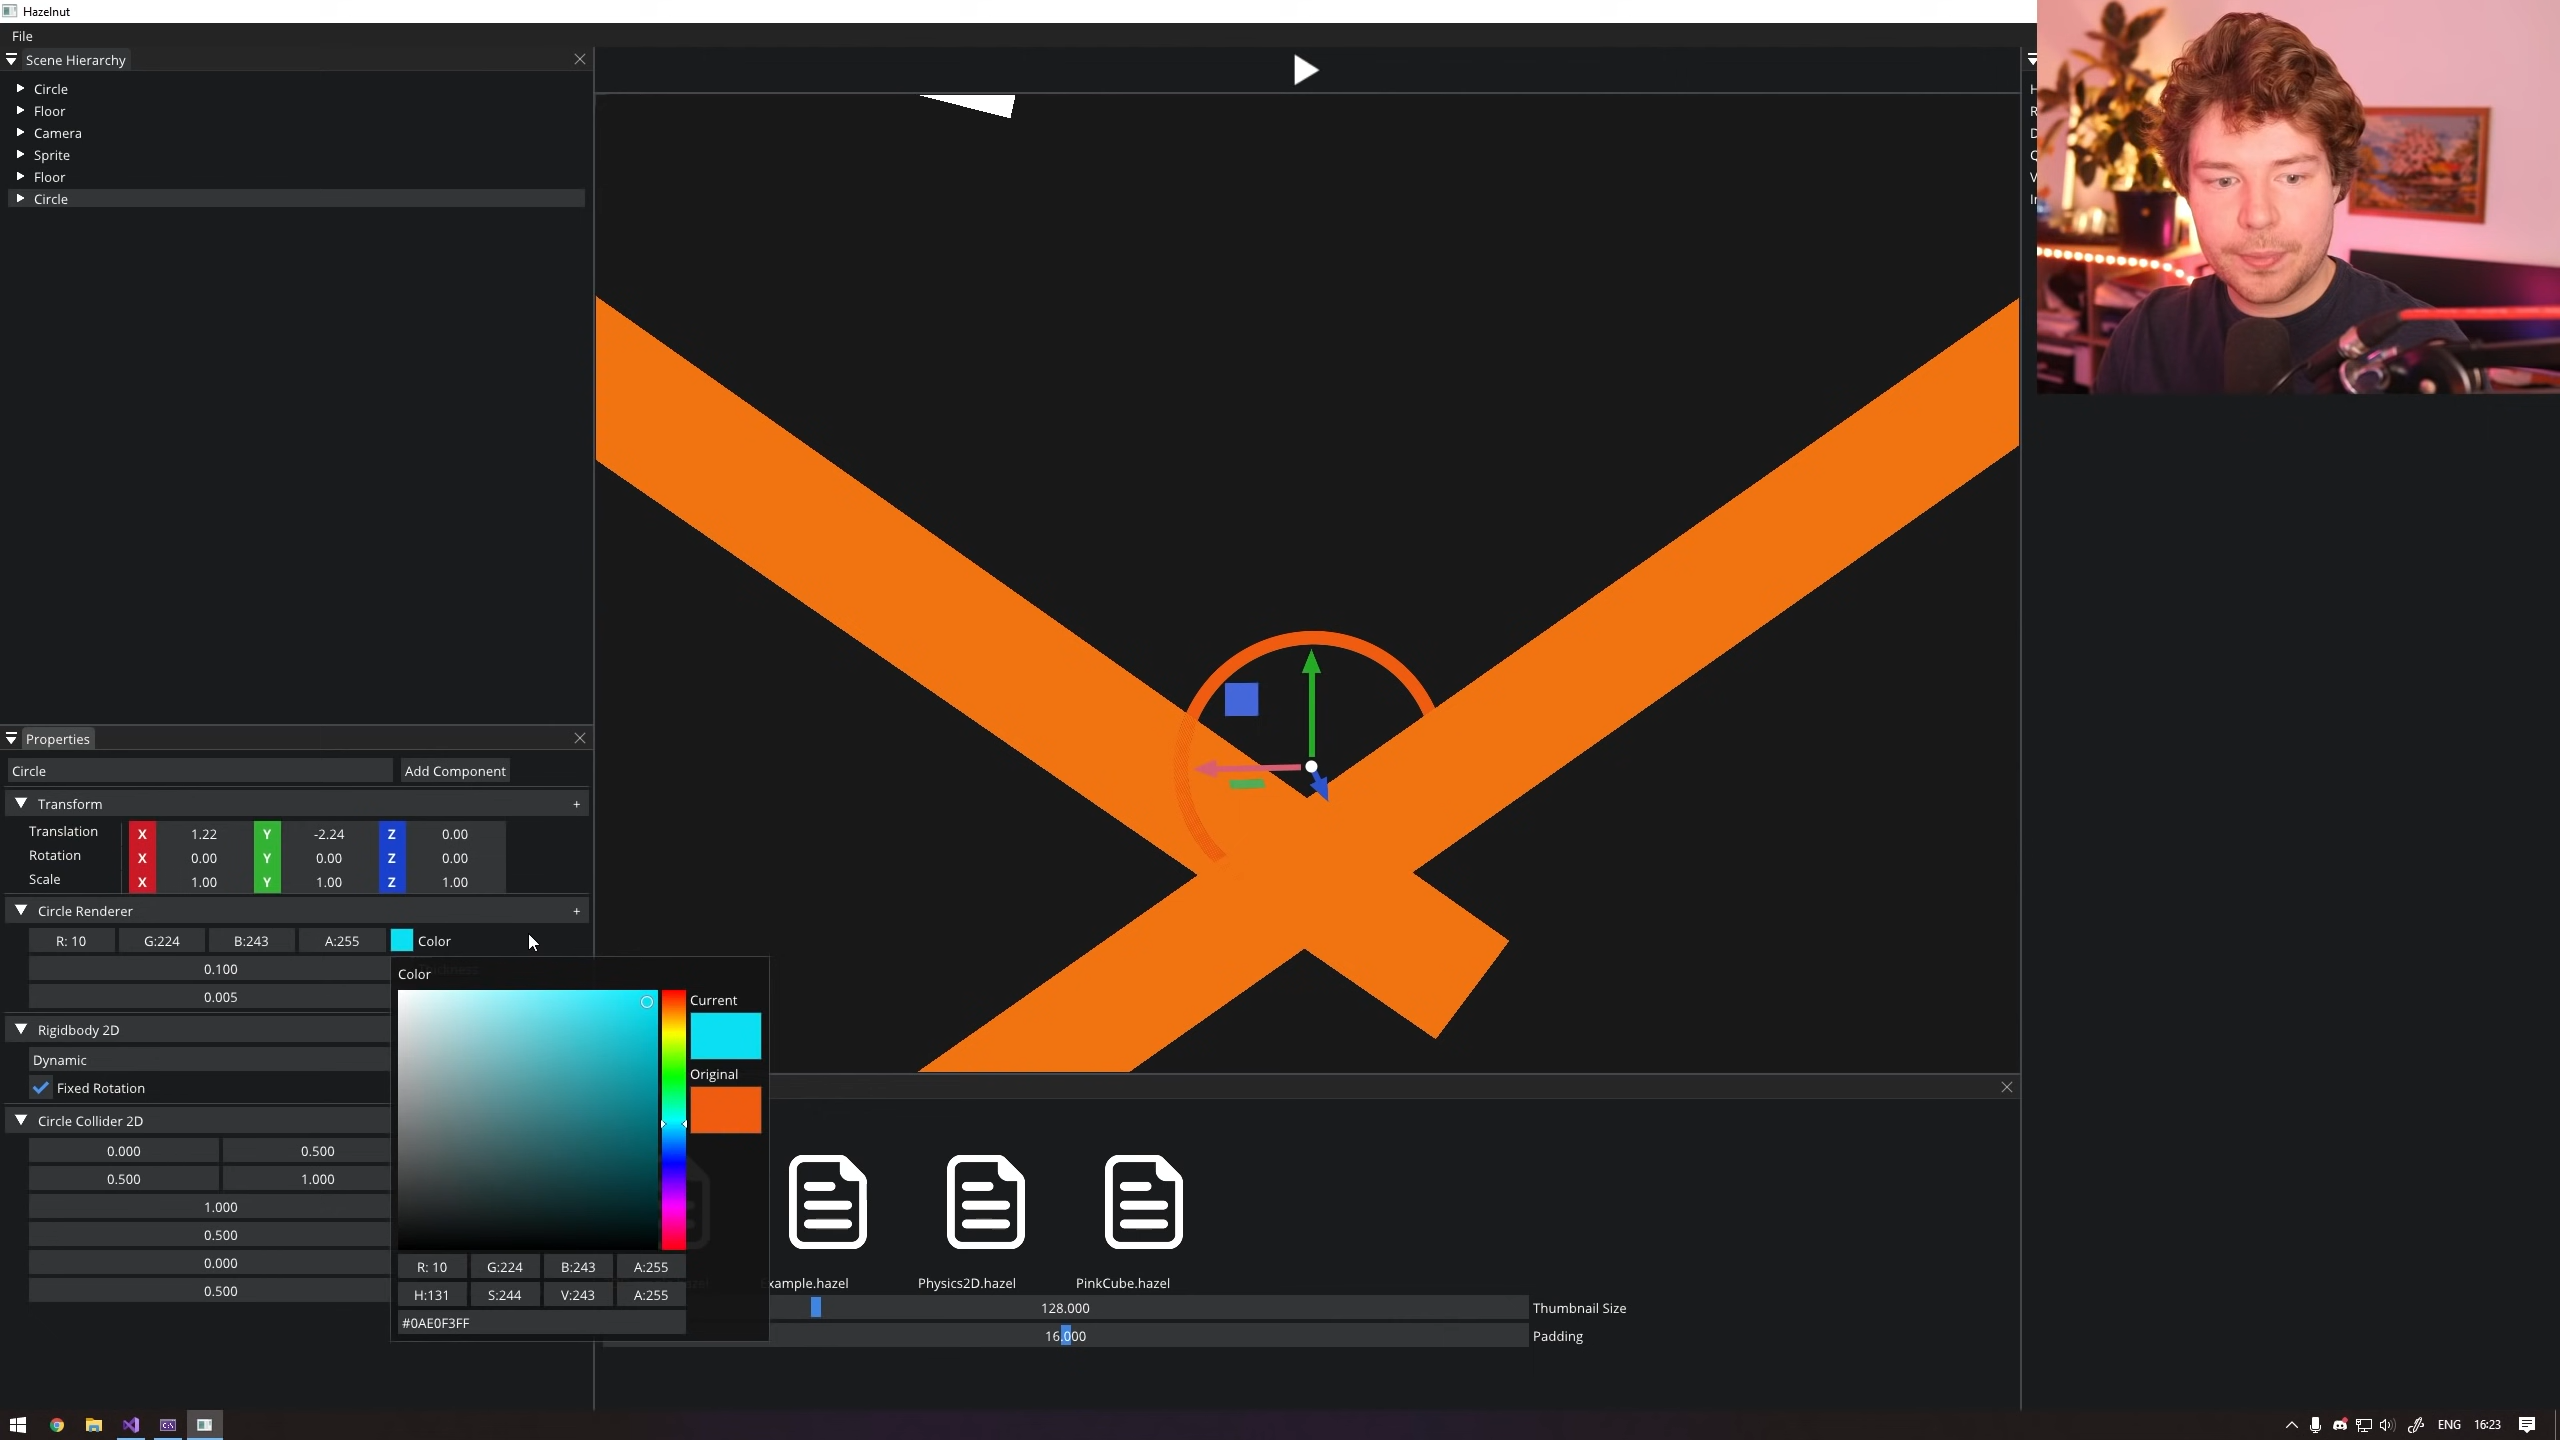 Hazelnut
File
Scene Hierarchy
Circle
Floor
Camera
Sprite
Floor
Circle
Properties
Circle
Add Component
Transform
+
Translation
X
1.22
Y
-2.24
Z
0.00
Rotation
X
0.00
Y
0.00
Z
0.00
Scale
X
1.00
Y
1.00
Z
1.00
Circle Renderer
+
R: 10
G:224
B:243
A:255
Color
0.100
0.005
Rigidbody 2D
Dynamic
Fixed Rotation
Circle Collider 2D
0.000
0.500
0.500
1.000
1.000
0.500
0.000
0.500
Color
Current
Original
R: 10
G:224
B:243
A:255
H:131
S:244
V:243
A:255
#0AE0F3FF
Example.hazel
Physics2D.hazel
PinkCube.hazel
128.000
Thumbnail Size
16.000
Padding
ENG
16:23